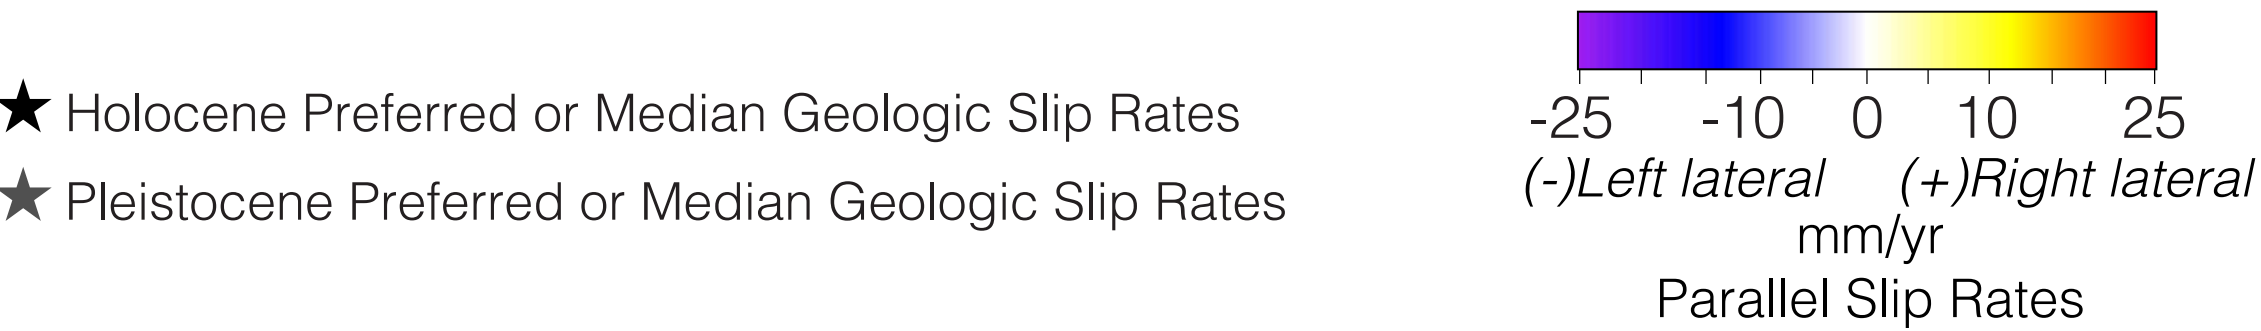 Holocene Preferred or Median Geologic Slip Rates
Pleistocene Preferred or Median Geologic Slip Rates
-25 -10 0 10 25
(-)Left lateral (+)Right lateral
mm/yr
Parallel Slip Rates